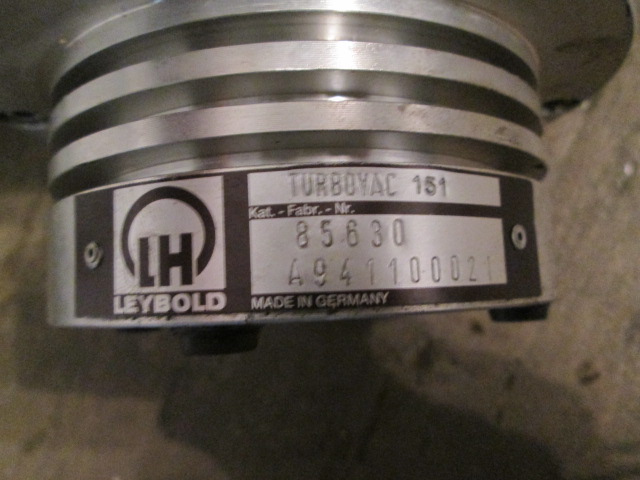 TURBOVAC 151
Kat. - Fabr. - Nr.
85630
A941100021
LH
LEYBOLD
MADE IN GERMANY